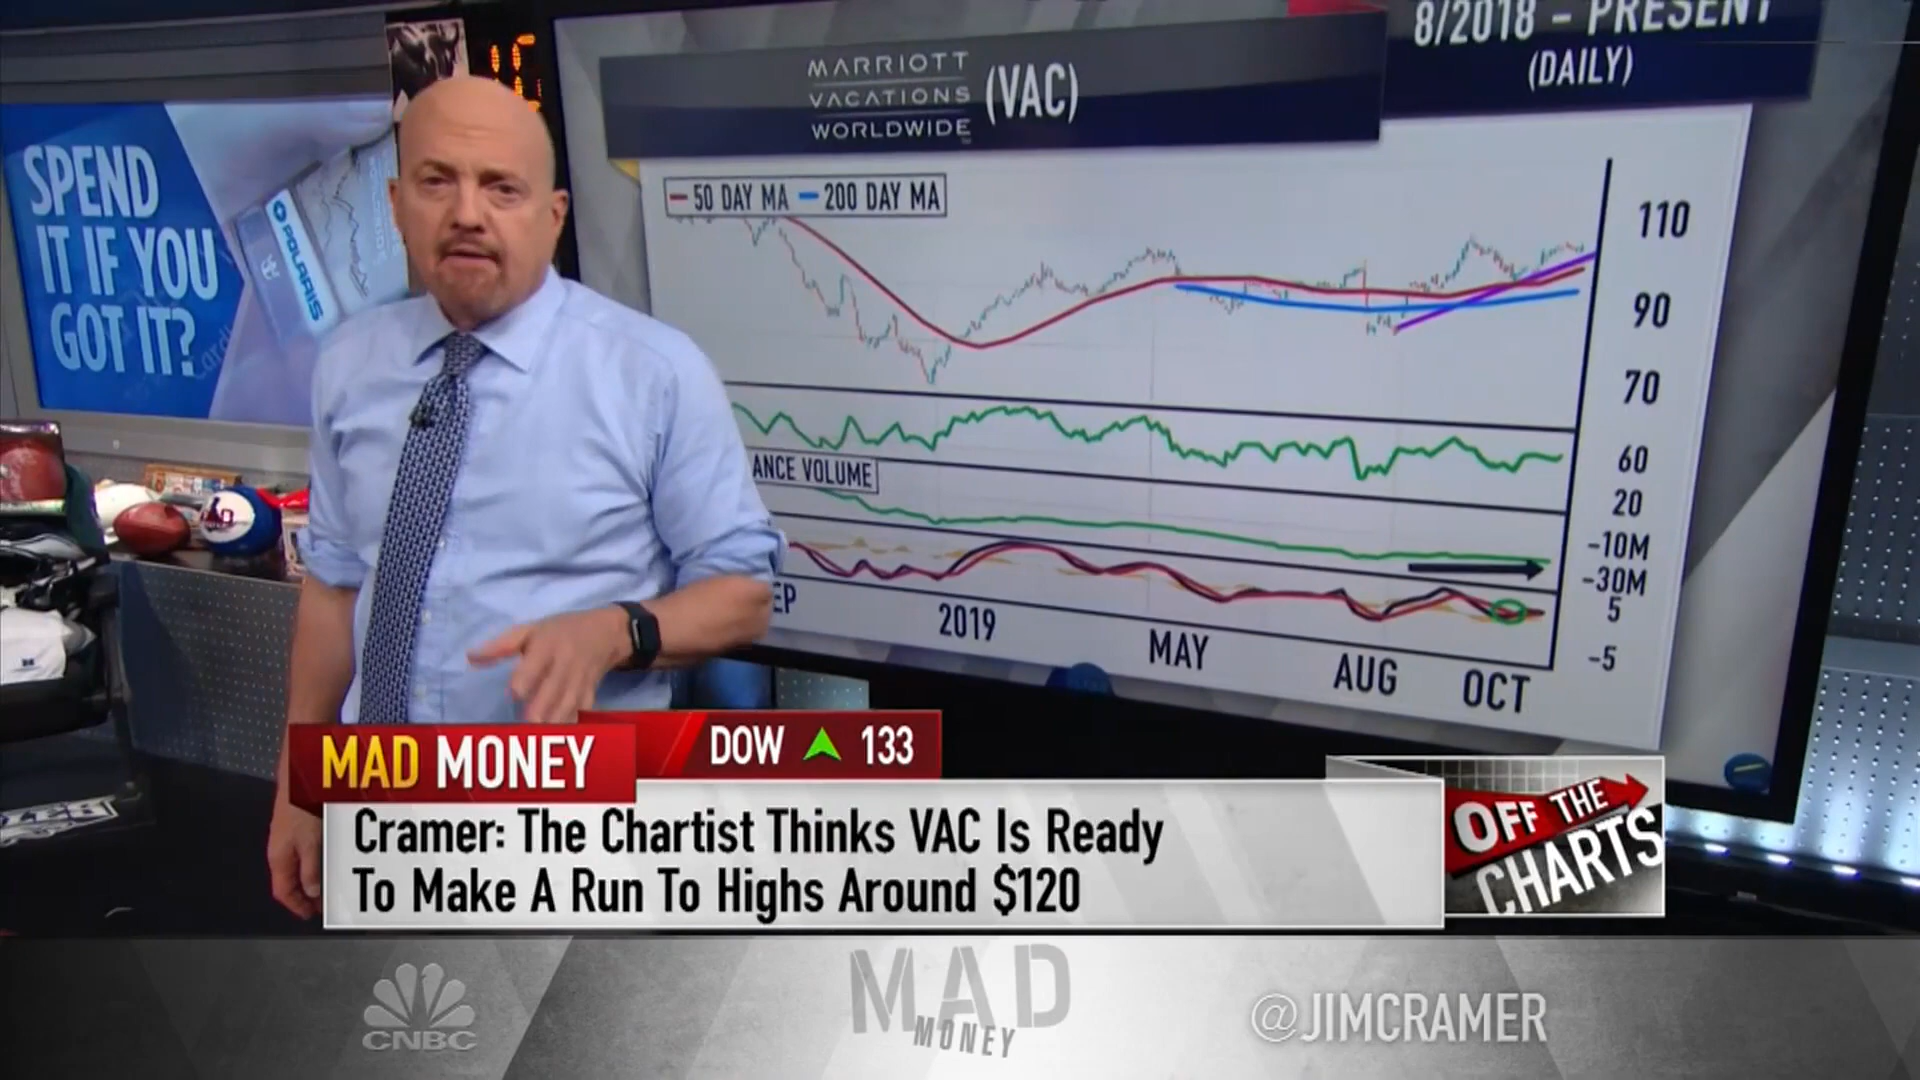 8/2018 - PRESENT
(DAILY)
MARRIOTT
VACATIONS
WORLDWIDE
(VAC)
SPEND
IT IF YOU
GOT IT?
POLARIS
50 DAY MA
200 DAY MA
110
90
70
60
20
ANCE VOLUME
-10M
-30M
5
-5
EP
2019
MAY
AUG
OCT
MAD MONEY
DOW
133
Cramer: The Chartist Thinks VAC Is Ready
To Make A Run To Highs Around $120
OFF THE
CHARTS
CNBC
MAD
MONEY
@JIMCRAMER